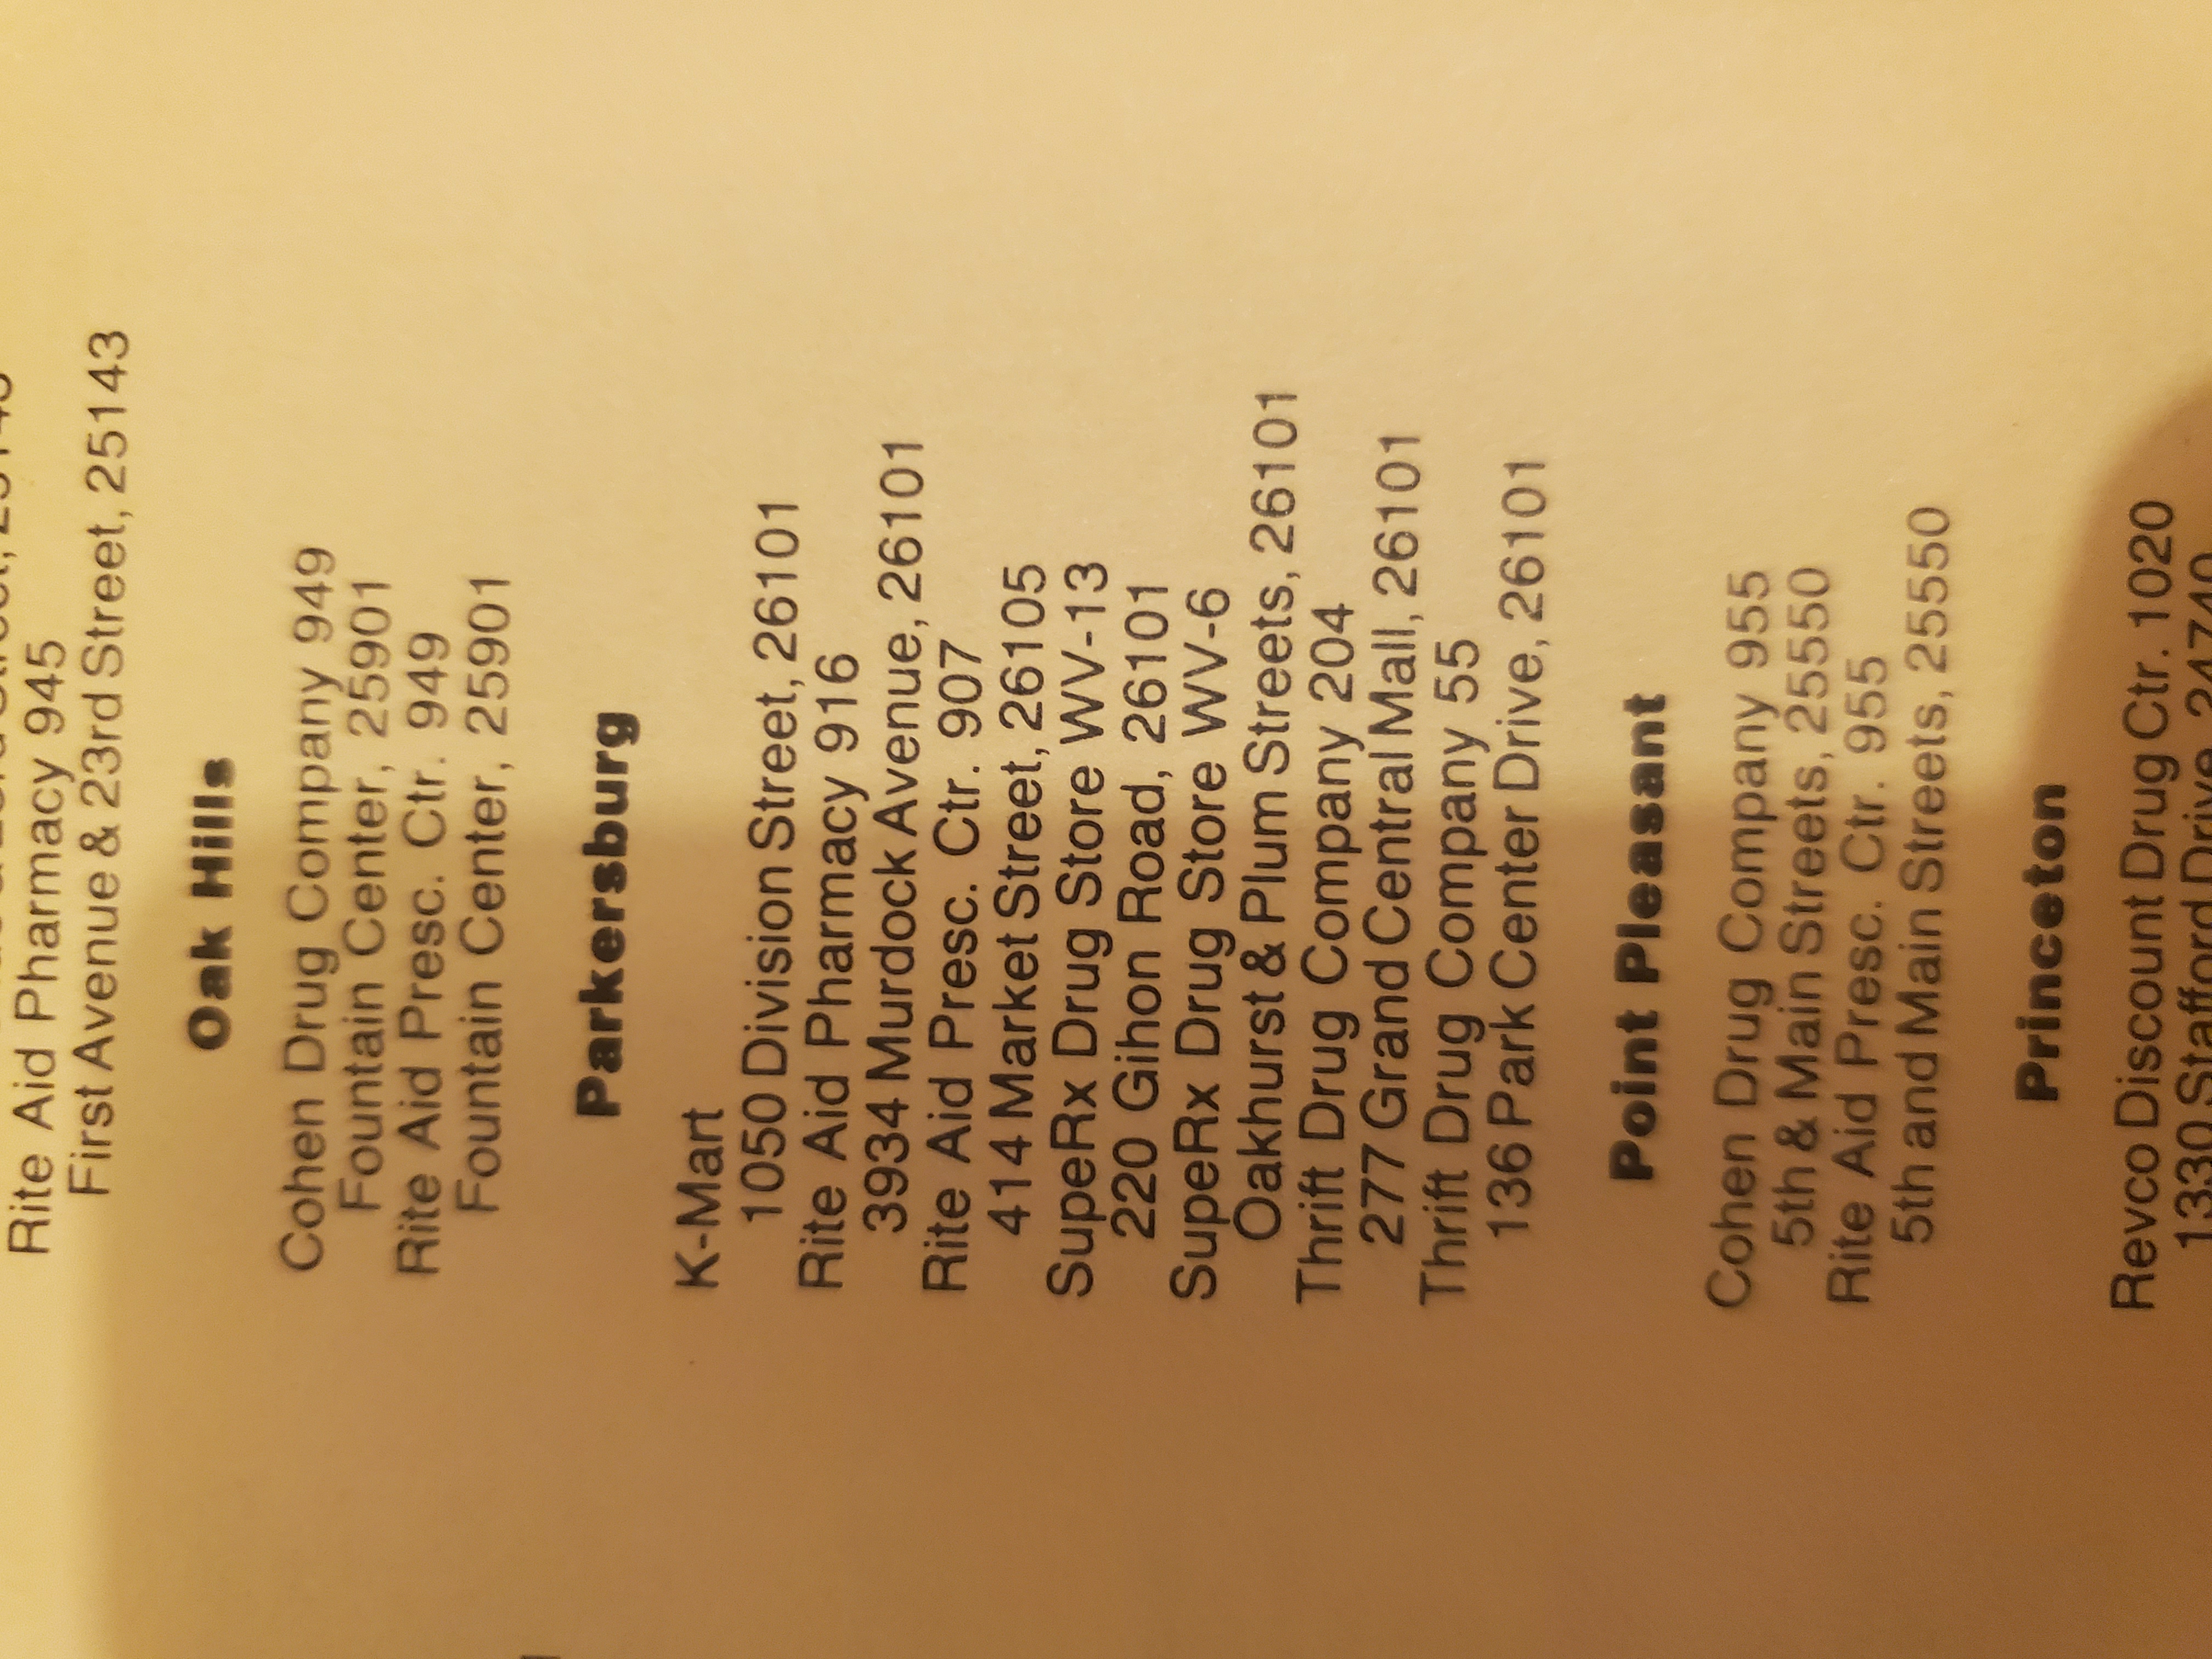 Rite Aid Pharmacy 945
First Avenue & 23rd Street, 25143
Oak Hills
Cohen Drug Company 949
Fountain Center, 25901
Rite Aid Presc. Ctr. 949
Fountain Center, 25901
Parkersburg
K-Mart
1050 Division Street, 26101
Rite Aid Pharmacy 916
3934 Murdock Avenue, 26101
Rite Aid Presc. Ctr. 907
414 Market Street, 26105
SupeRx Drug Store WV-13
220 Gihon Road, 26101
SupeRx Drug Store WV-6
Oakhurst & Plum Streets, 26101
Thrift Drug Company 204
277 Grand Central Mall, 26101
Thrift Drug Company 55
136 Park Center Drive, 26101
Point Pleasant
Cohen Drug Company 955
5th & Main Streets, 25550
Rite Aid Presc. Ctr. 955
5th and Main Streets, 25550
Princeton
Revco Discount Drug Ctr. 1020
1330 Stafford Drive, 24740